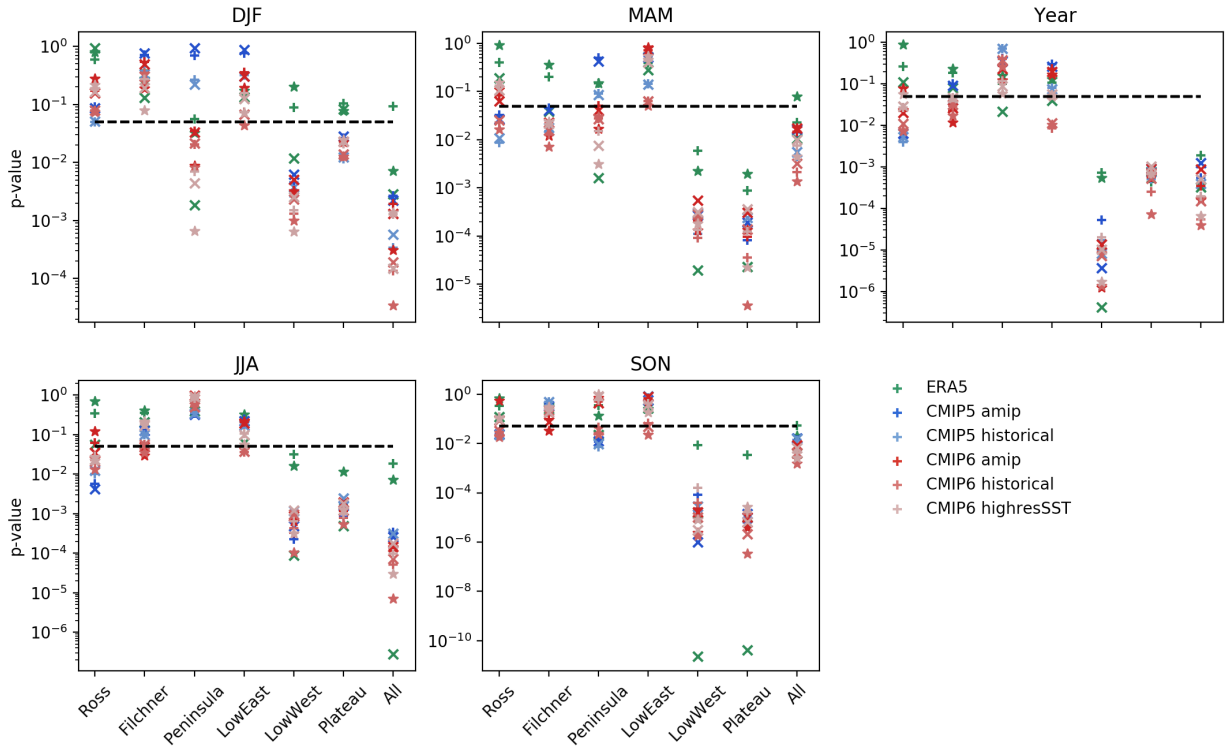 DJF
MAM
Year
p-value
10⁰
10⁻¹
10⁻²
10⁻³
10⁻⁴
10⁰
10⁻¹
10⁻²
10⁻³
10⁻⁴
10⁻⁵
10⁰
10⁻¹
10⁻²
10⁻³
10⁻⁴
10⁻⁵
10⁻⁶
JJA
SON
p-value
10⁰
10⁻¹
10⁻²
10⁻³
10⁻⁴
10⁻⁵
10⁻⁶
10⁰
10⁻²
10⁻⁴
10⁻⁶
10⁻⁸
10⁻¹⁰
ERA5
CMIP5 amip
CMIP5 historical
CMIP6 amip
CMIP6 historical
CMIP6 highresSST
Ross
Filchner
Peninsula
LowEast
LowWest
Plateau
All
Ross
Filchner
Peninsula
LowEast
LowWest
Plateau
All